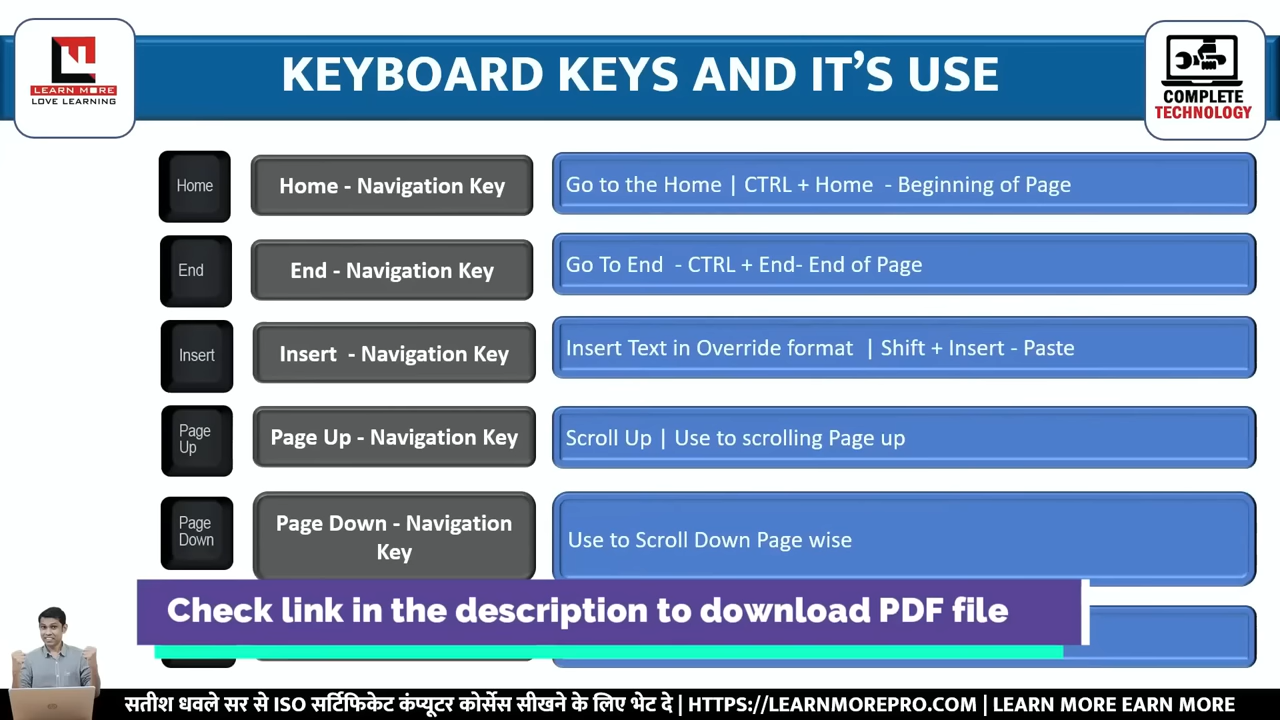 LEARN MORE
LOVE LEARNING
KEYBOARD KEYS AND IT'S USE
COMPLETE
TECHNOLOGY
Home
Home - Navigation Key
Go to the Home | CTRL + Home - Beginning of Page
End
End - Navigation Key
Go To End - CTRL + End- End of Page
Insert
Insert - Navigation Key
Insert Text in Override format | Shift + Insert - Paste
Page
Up
Page Up - Navigation Key
Scroll Up | Use to scrolling Page up
Page
Down
Page Down - Navigation
Key
Use to Scroll Down Page wise
Check link in the description to download PDF file
सतीश धवले सर से ISO सर्टिफिकेट कंप्यूटर कोर्सेस सीखने के लिए भेट दे | HTTPS://LEARNMOREPRO.COM | LEARN MORE EARN MORE